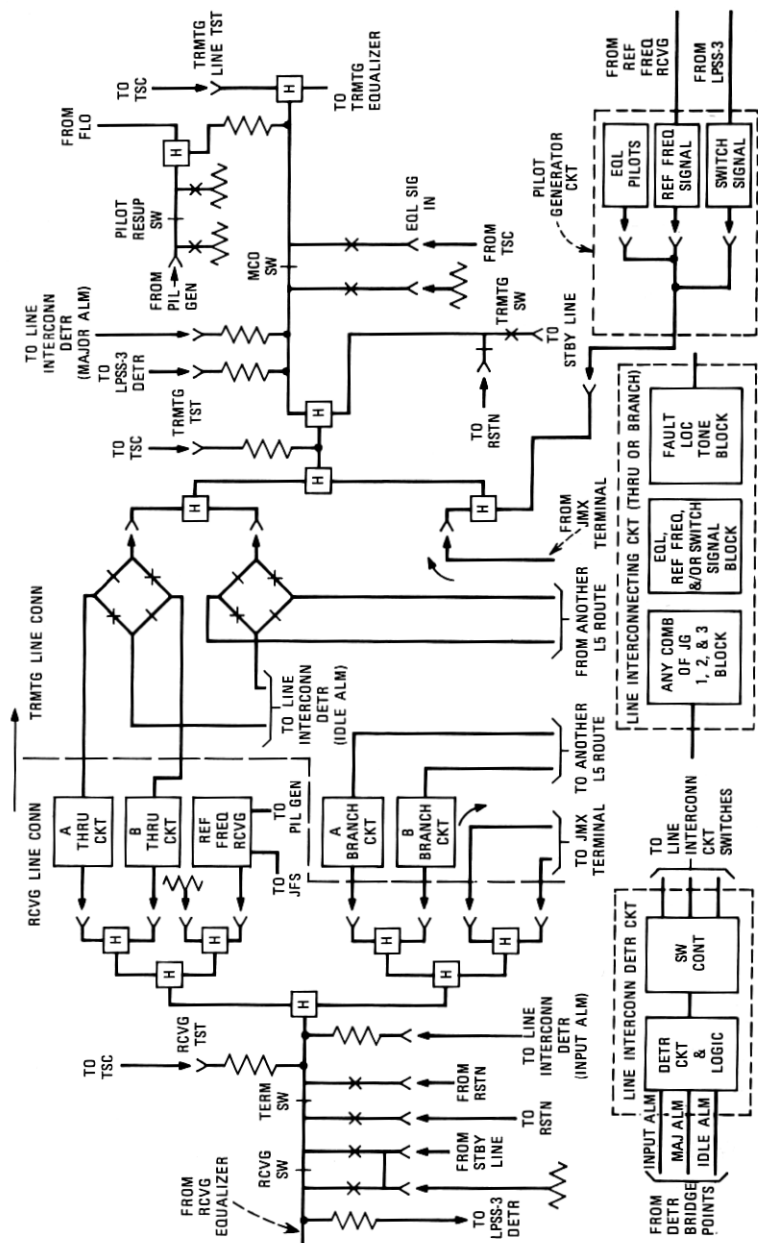 RCVG LINE CONN
TRMTG LINE CONN
FROM
RCVG
EQUALIZER
TO
LPSS-3
DETR
RCVG
SW
FROM
STBY
LINE
TO
RSTN
TERM
SW
FROM
RSTN
TO
TSC
RCVG
TST
TO LINE
INTERCONN
DETR
(INPUT ALM)
H
H
H
H
H
H
H
A
THRU
CKT
B
THRU
CKT
REF
FREQ
RCVG
TO
JFS
TO
PIL GEN
A
BRANCH
CKT
B
BRANCH
CKT
TO JMX
TERMINAL
TO ANOTHER
L5 ROUTE
TO LINE
INTERCONN
DETR
(IDLE ALM)
FROM ANOTHER
L5 ROUTE
FROM JMX
TERMINAL
H
H
H
H
TO
TSC
TRMTG
TST
TO
LPSS-3
DETR
TO LINE
INTERCONN
DETR
(MAJOR ALM)
TO
RSTN
TRMTG
SW
TO
STBY LINE
MCO
SW
EQL SIG
IN
FROM
TSC
FROM
PIL
GEN
PILOT
RESUP
SW
H
FROM
FLO
TO
TSC
TRMTG
LINE TST
H
TO
TRMTG
EQUALIZER
PILOT
GENERATOR
CKT
EQL
PILOTS
REF FREQ
SIGNAL
SWITCH
SIGNAL
FROM
REF
FREQ
RCVG
FROM
LPSS-3
LINE INTERCONN DETR CKT
FROM
DETR
BRIDGE
POINTS
INPUT ALM
MAJ ALM
IDLE ALM
DETR
CKT
&
LOGIC
SW
CONT
TO LINE
INTERCONN
CKT
SWITCHES
LINE INTERCONNECTING CKT (THRU OR BRANCH)
ANY COMB
OF JG
1, 2, & 3
BLOCK
EQL,
REF FREQ,
&/OR SWITCH
SIGNAL
BLOCK
FAULT
LOC
TONE
BLOCK